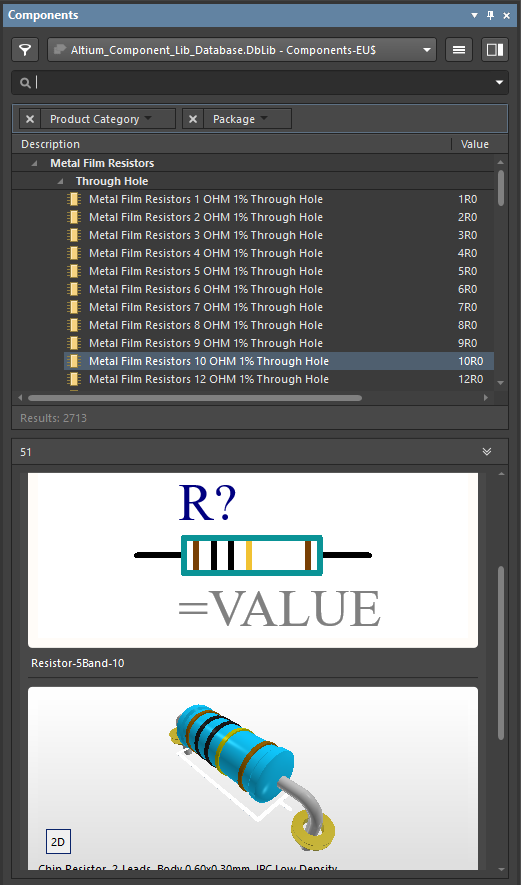 Components
Altium_Component_Lib_Database.DbLib - Components-EU$
Product Category
Package
Description Value
Metal Film Resistors
Through Hole
Metal Film Resistors 1 OHM 1% Through Hole 1R0
Metal Film Resistors 2 OHM 1% Through Hole 2R0
Metal Film Resistors 3 OHM 1% Through Hole 3R0
Metal Film Resistors 4 OHM 1% Through Hole 4R0
Metal Film Resistors 5 OHM 1% Through Hole 5R0
Metal Film Resistors 6 OHM 1% Through Hole 6R0
Metal Film Resistors 7 OHM 1% Through Hole 7R0
Metal Film Resistors 8 OHM 1% Through Hole 8R0
Metal Film Resistors 9 OHM 1% Through Hole 9R0
Metal Film Resistors 10 OHM 1% Through Hole 10R0
Metal Film Resistors 12 OHM 1% Through Hole 12R0
Results: 2713
51
R?
=VALUE
Resistor-5Band-10
2D
Chip Resistor, 2-Leads, Body 0.60x0.30mm, IPC Low Density